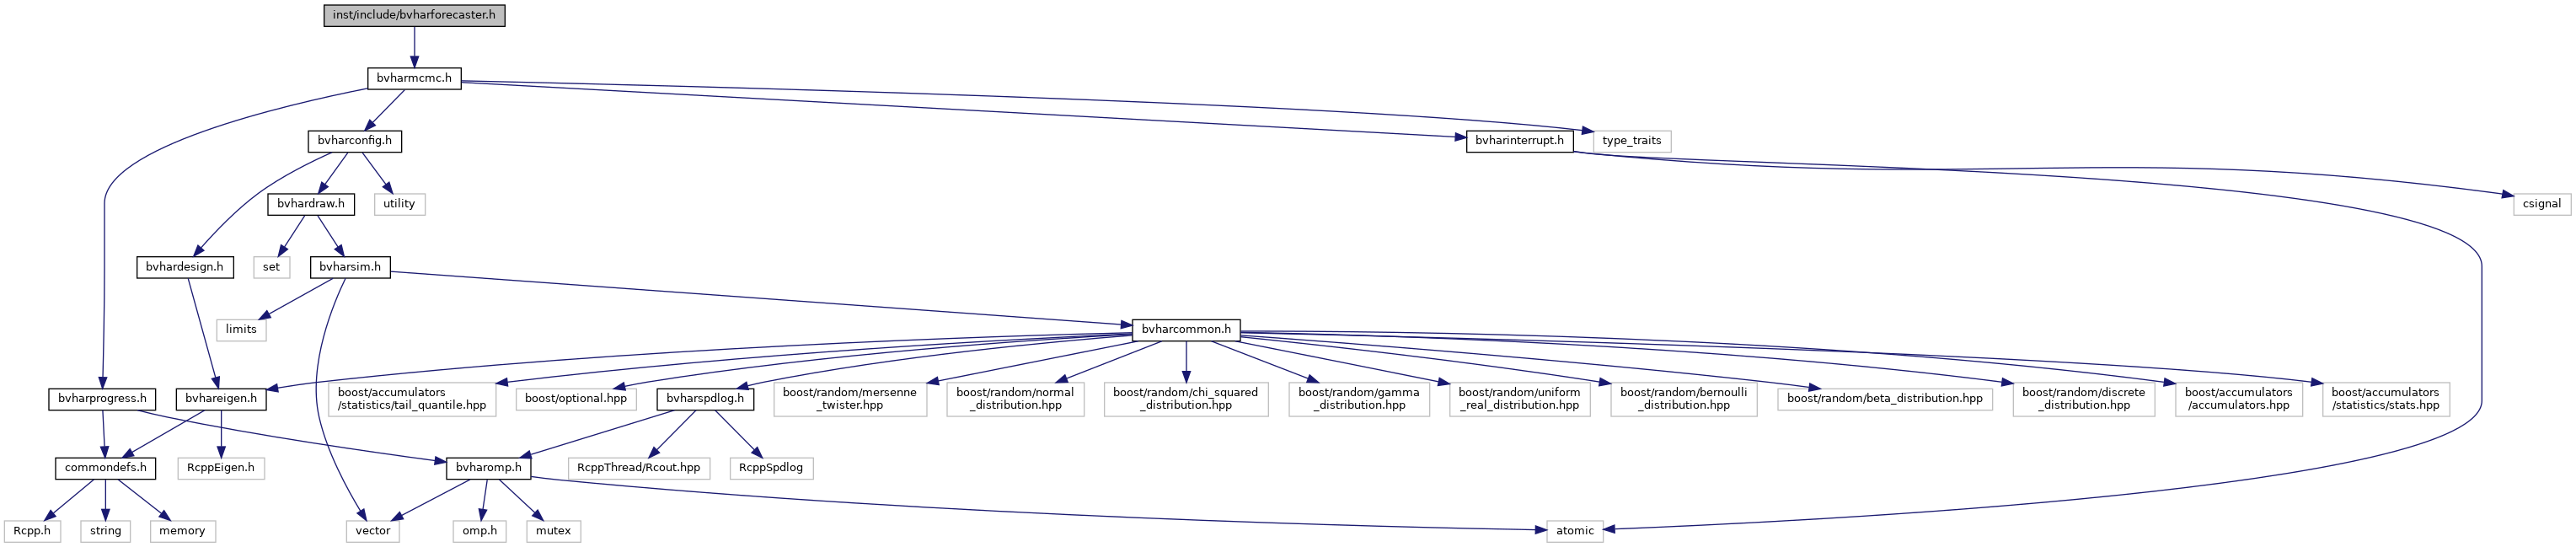 inst/include/bvharforecaster.h
bvharmcmc.h
bvharconfig.h
bvharinterrupt.h
type_traits
bvhardraw.h
utility
csignal
bvhardesign.h
set
bvharsim.h
limits
bvharcommon.h
bvharprogress.h
bvhareigen.h
boost/accumulators
/statistics/tail_quantile.hpp
boost/optional.hpp
bvharspdlog.h
boost/random/mersenne
_twister.hpp
boost/random/normal
_distribution.hpp
boost/random/chi_squared
_distribution.hpp
boost/random/gamma
_distribution.hpp
boost/random/uniform
_real_distribution.hpp
boost/random/bernoulli
_distribution.hpp
boost/random/beta_distribution.hpp
boost/random/discrete
_distribution.hpp
boost/accumulators
/accumulators.hpp
boost/accumulators
/statistics/stats.hpp
commondefs.h
RcppEigen.h
bvharomp.h
RcppThread/Rcout.hpp
RcppSpdlog
Rcpp.h
string
memory
vector
omp.h
mutex
atomic